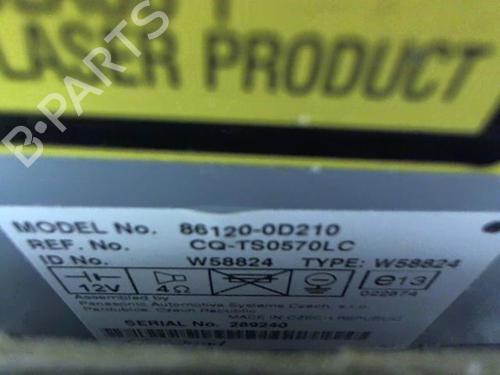 LASER PRODUCT
B-PARTS
MODEL No. 86120-0D210
REF. No. CQ-TS0570LC
ID No. W58824 TYPE: W58824
12V 4Ω e13
022874
Assembled by
Panasonic Automotive Systems Czech, s.r.o.
Pardubice, Czech Republic
MADE IN CZECH REPUBLIC
SERIAL No. 289240